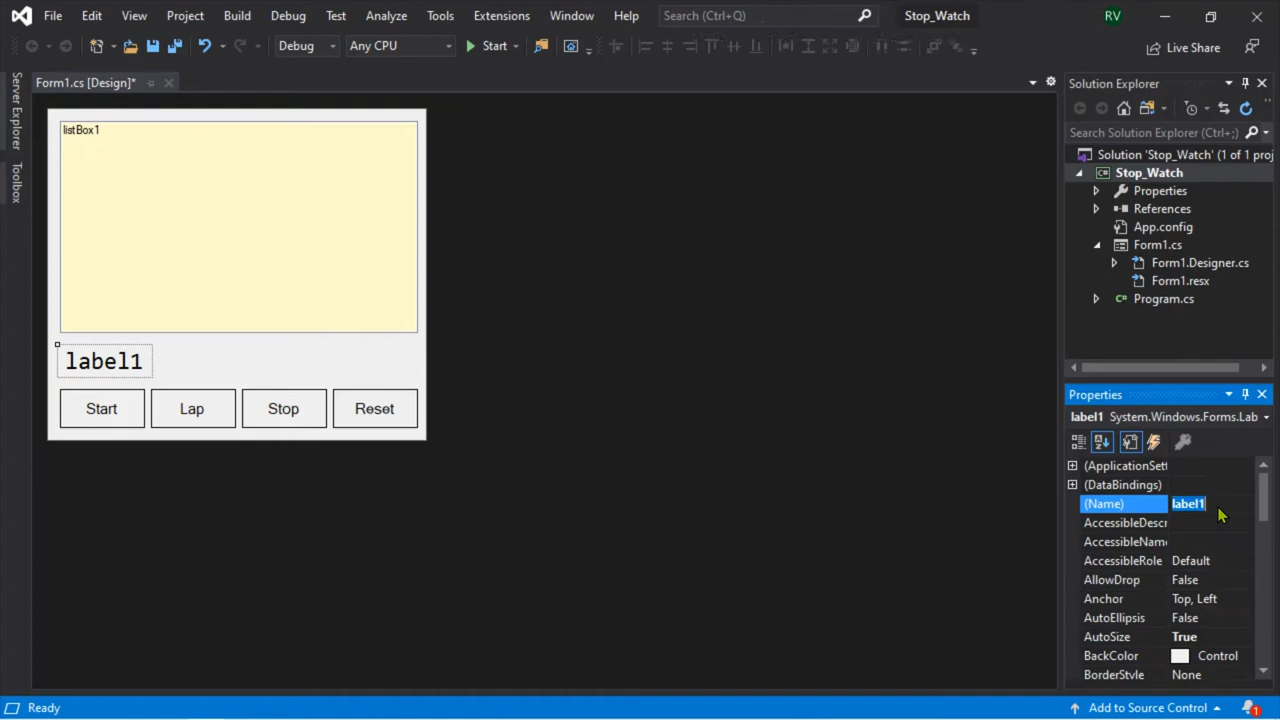 File Edit View Project Build Debug Test Analyze Tools Extensions Window Help Search (Ctrl+Q) Stop_Watch RV
Debug Any CPU Start Live Share
Form1.cs [Design]*
Server Explorer
Toolbox
listBox1
label1
Start Lap Stop Reset
Solution Explorer
Search Solution Explorer (Ctrl+;)
Solution 'Stop_Watch' (1 of 1 proj
Stop_Watch
Properties
References
App.config
Form1.cs
Form1.Designer.cs
Form1.resx
Program.cs
Properties
label1 System.Windows.Forms.Lab
(ApplicationSett
(DataBindings)
(Name) label1
AccessibleDescr
AccessibleName
AccessibleRole Default
AllowDrop False
Anchor Top, Left
AutoEllipsis False
AutoSize True
BackColor Control
BorderStyle None
Ready Add to Source Control 1